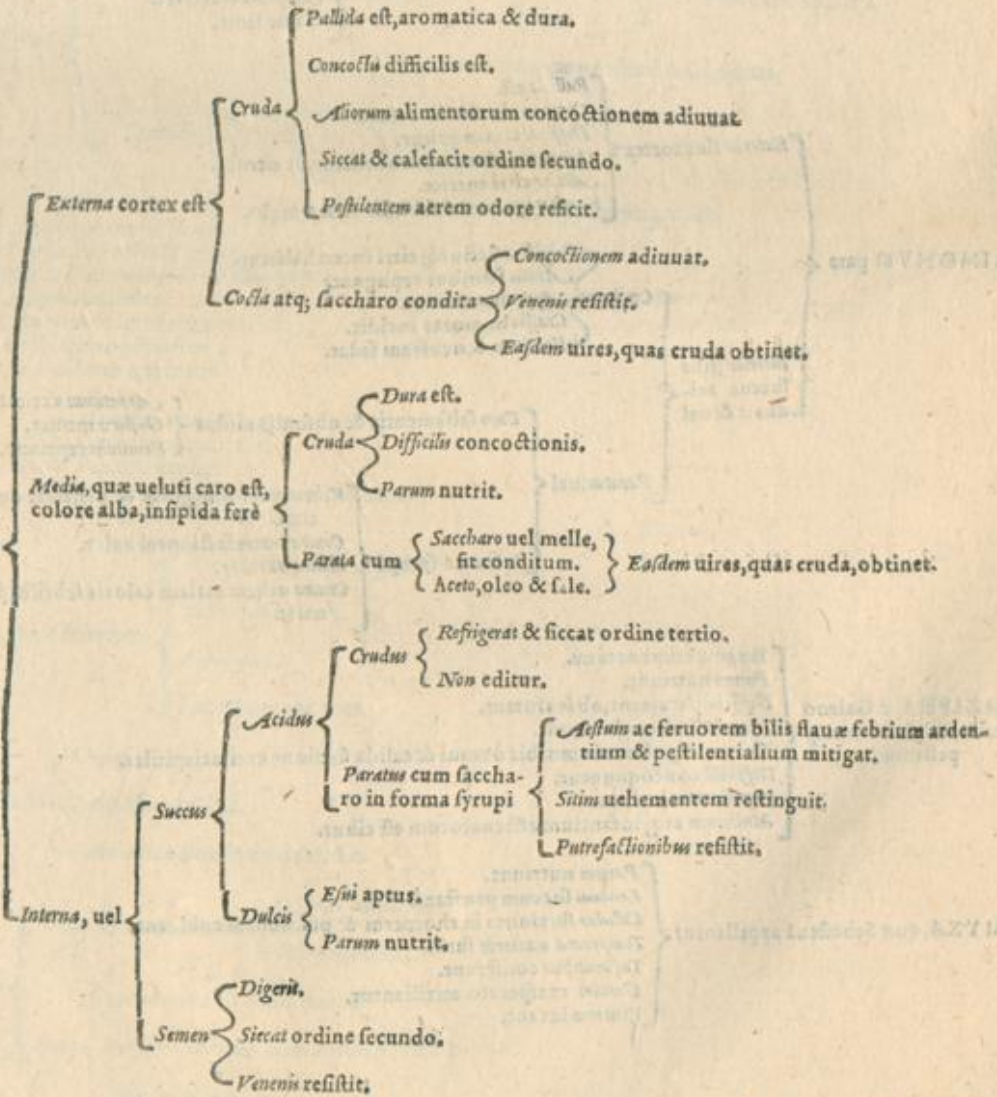 Pallida eſt, aromatica & dura.
Concoctu difficilis eſt.
Cruda
Aliorum alimentorum concoctionem adiuuat.
Siccat & calefacit ordine ſecundo.
Externa cortex eſt
Peſtilentem aerem odore reficit.
Concoctionem adiuuat.
Cocta atq; ſaccharo condita
Venenis reſiſtit.
Eaſdem uires, quas cruda obtinet.
Dura eſt.
Cruda
Difficilis concoctionis.
Media, quæ ueluti caro eſt,
colore alba, inſipida ferè
Parum nutrit.
Saccharo uel melle,
Parata cum
fit conditum.
Eaſdem uires, quas cruda, obtinet.
Aceto, oleo & ſale.
Refrigerat & ſiccat ordine tertio.
Crudus
Non editur.
Acidus
Aeſtum ac feruorem bilis flauæ febrium arden-
tium & peſtilentialium mitigat.
Paratus cum ſaccha-
ro in forma ſyrupi
Sitim uehementem reſtinguit.
Succus
Putrefactionibus reſiſtit.
Eſui aptus.
Interna, uel
Dulcis
Parum nutrit.
Digerit.
Semen
Siccat ordine ſecundo.
Venenis reſiſtit.